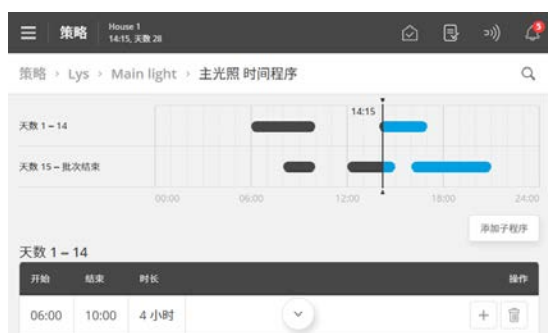 策略 House 1
14:15, 天数 28
5
策略 › Lys › Main light › 主光照 时间程序
14:15
天数 1 – 14
天数 15 – 批次结束
00:00 06:00 12:00 18:00 24:00
添加子程序
天数 1 – 14
开始 结束 时长 操作
06:00 10:00 4 小时